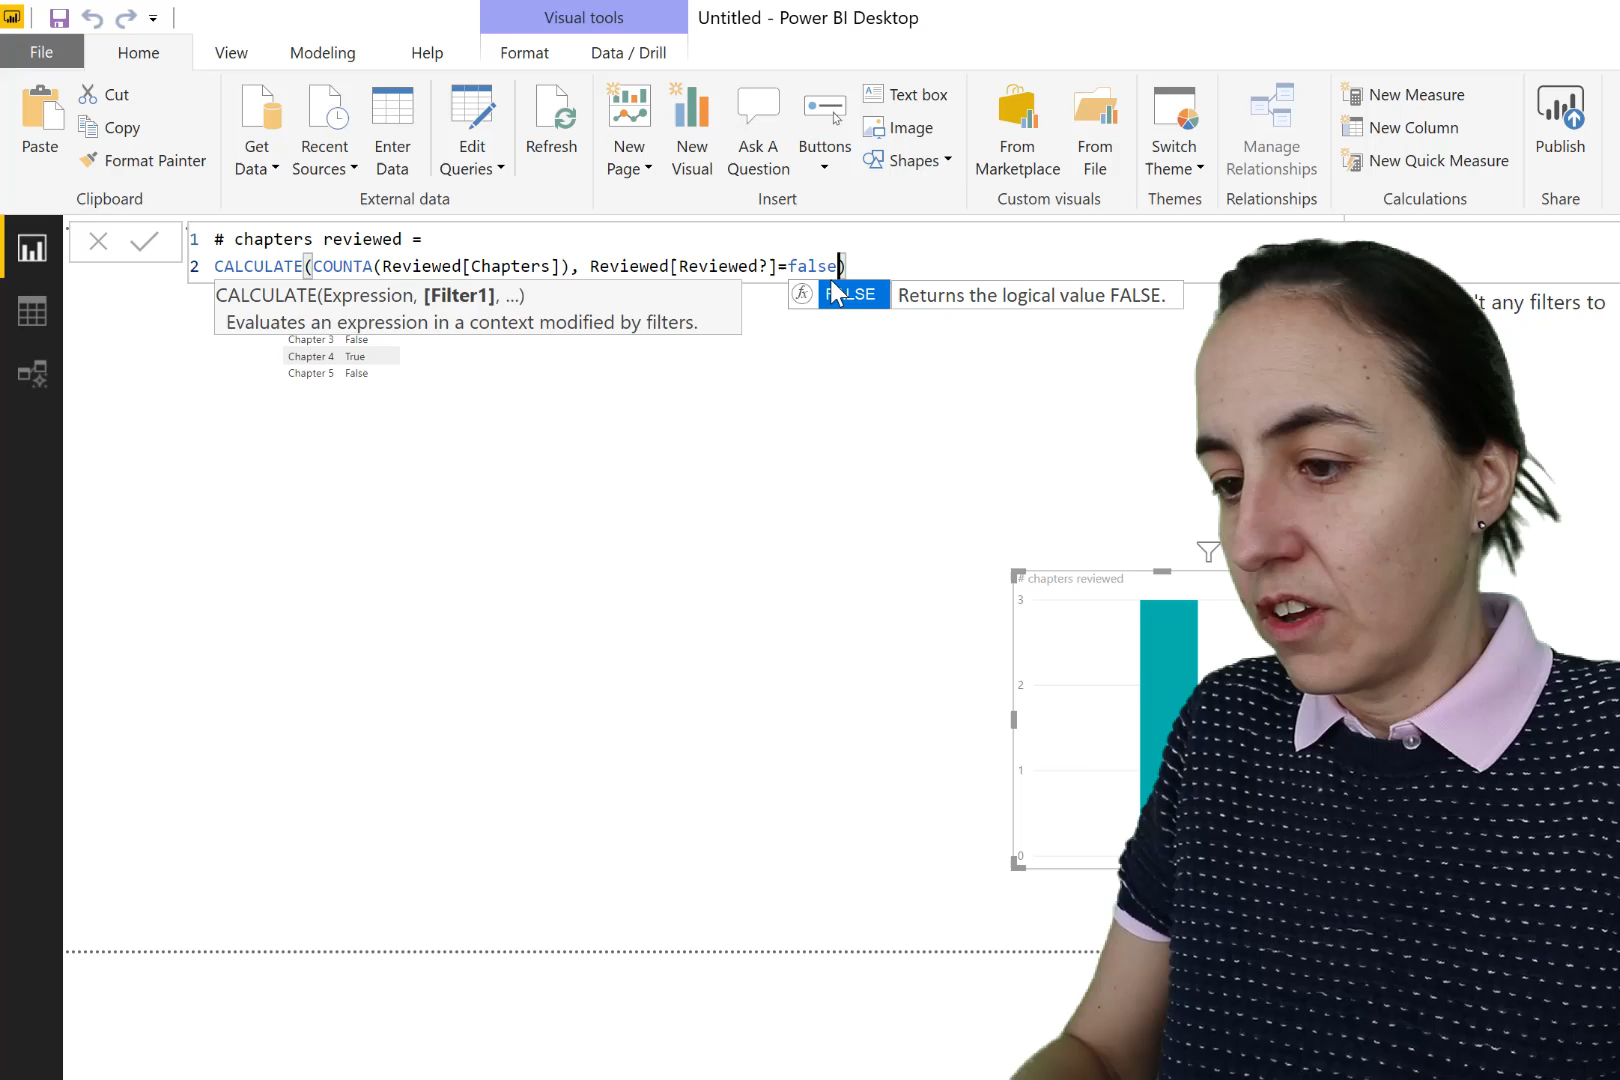 Visual tools
Untitled - Power BI Desktop
File Home View Modeling Help Format Data / Drill
Paste
Cut
Copy
Format Painter
Clipboard
Get Data
Recent Sources
Enter Data
Edit Queries
Refresh
External data
New Page
New Visual
Ask A Question
Buttons
Text box
Image
Shapes
Insert
From Marketplace
From File
Custom visuals
Switch Theme
Themes
Manage Relationships
Relationships
New Measure
New Column
New Quick Measure
Calculations
Publish
Share
1 # chapters reviewed =
2 CALCULATE(COUNTA(Reviewed[Chapters]), Reviewed[Reviewed?]=false)
CALCULATE(Expression, [Filter1], ...)
Evaluates an expression in a context modified by filters.
FALSE Returns the logical value FALSE.
any filters to
Chapter 3 False
Chapter 4 True
Chapter 5 False
# chapters reviewed
3
2
1
0